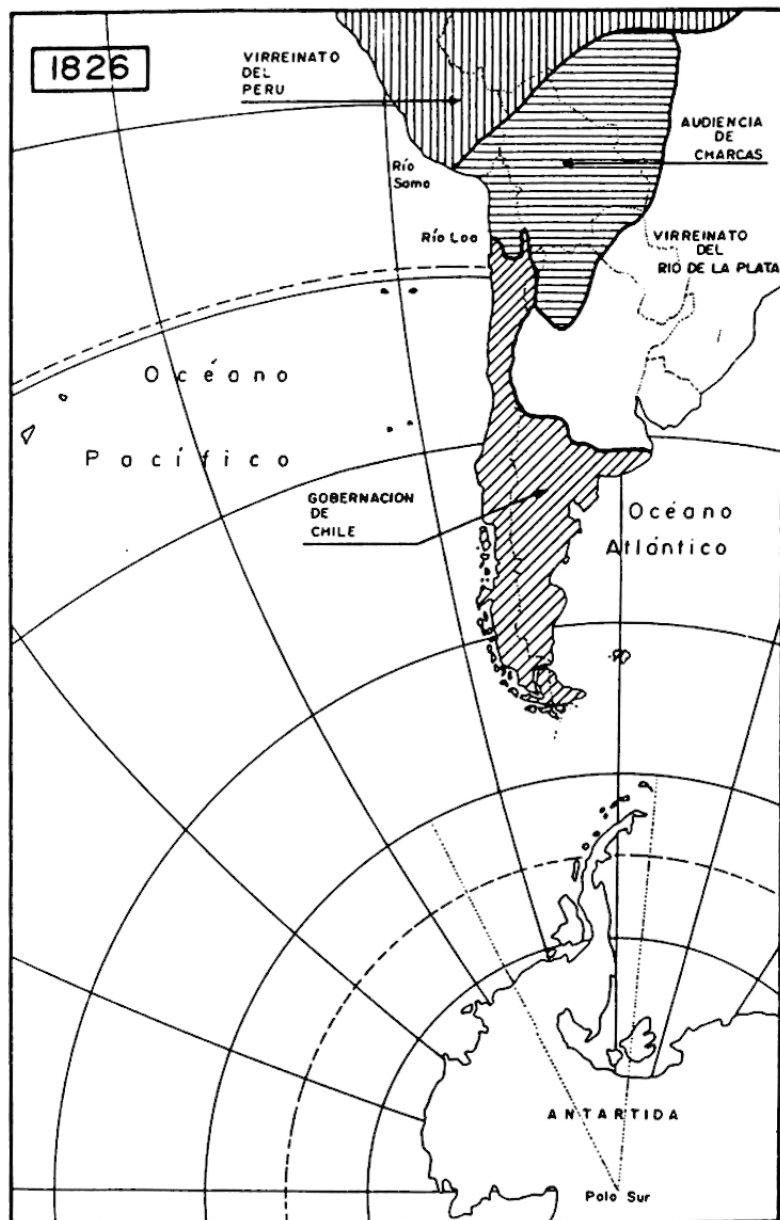 1826
VIRREINATO
DEL
PERU
AUDIENCIA
DE
CHARCAS
Río
Sama
Río Loa
VIRREINATO
DEL
RIO DE LA PLATA
Océano
Pacífico
GOBERNACION
DE
CHILE
Océano
Atlántico
ANTARTIDA
Polo Sur